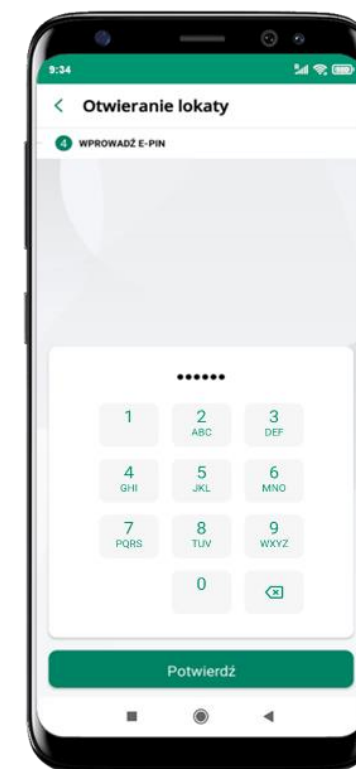 9:34
Otwieranie lokaty
4 WPROWADŹ E-PIN
••••••
1 2 3
ABC DEF
4 5 6
GHI JKL MNO
7 8 9
PQRS TUV WXYZ
0
Potwierdź